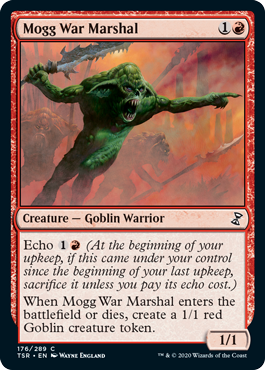 Mogg War Marshal 1
Creature — Goblin Warrior
Echo 1 (At the beginning of your
upkeep, if this came under your control
since the beginning of your last upkeep,
sacrifice it unless you pay its echo cost.)
When Mogg War Marshal enters the
battlefield or dies, create a 1/1 red
Goblin creature token.
1/1
176/289 C
TSR • EN Wayne England
™ & © 2020 Wizards of the Coast